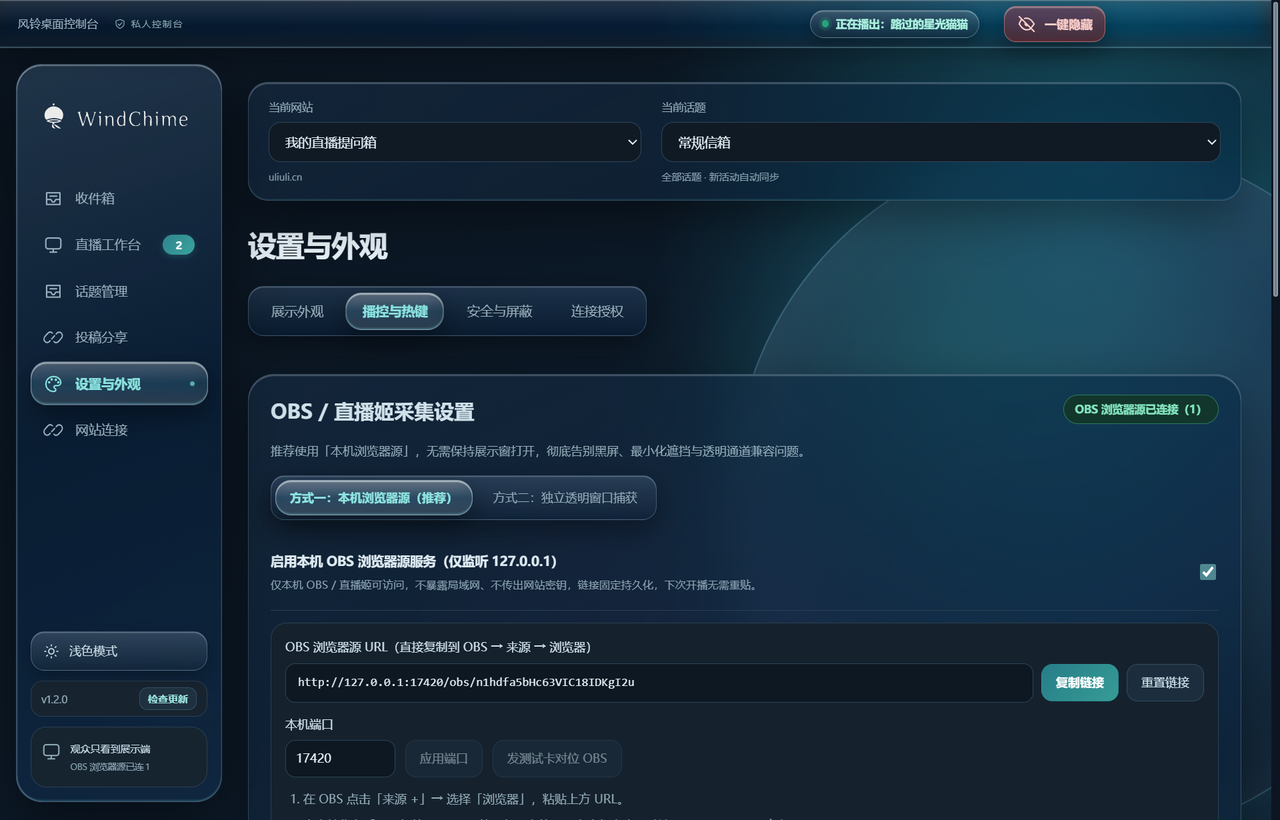 风铃桌面控制台
私人控制台
正在播出：路过的星光猫猫
一键隐藏
WindChime
收件箱
直播工作台 2
话题管理
投稿分享
设置与外观
网站连接
浅色模式
v1.2.0 检查更新
观众只看到展示端
OBS 浏览器源已连 1
当前网站
我的直播提问箱
uliuli.cn
当前话题
常规信箱
全部话题 · 新活动自动同步
设置与外观
展示外观 播控与热键 安全与屏蔽 连接授权
OBS / 直播姬采集设置
OBS 浏览器源已连接（1）
推荐使用「本机浏览器源」，无需保持展示窗打开，彻底告别黑屏、最小化遮挡与透明通道兼容问题。
方式一：本机浏览器源（推荐） 方式二：独立透明窗口捕获
启用本机 OBS 浏览器源服务（仅监听 127.0.0.1）
仅本机 OBS / 直播姬可访问，不暴露局域网、不传出网站密钥，链接固定持久化，下次开播无需重贴。
OBS 浏览器源 URL（直接复制到 OBS → 来源 → 浏览器）
http://127.0.0.1:17420/obs/n1hdfa5bHc63VIC18IDKgI2u
复制链接 重置链接
本机端口
17420 应用端口 发测试卡对位 OBS
1. 在 OBS 点击「来源 +」→ 选择「浏览器」，粘贴上方 URL。